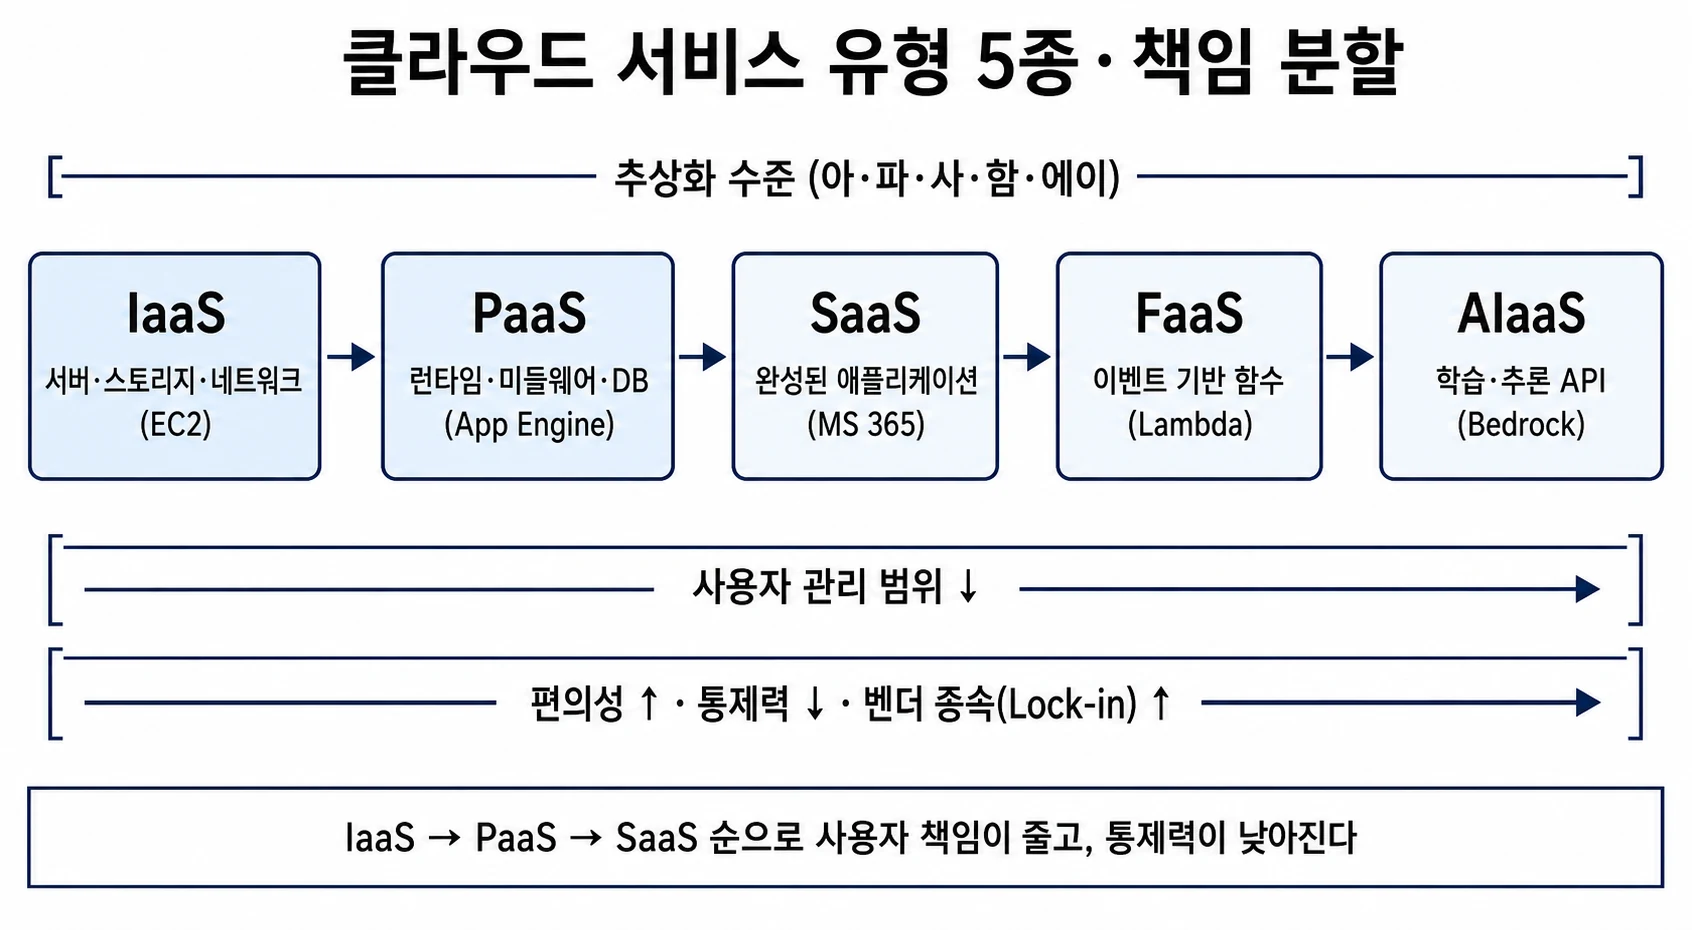 클라우드 서비스 유형 5종 · 책임 분할
추상화 수준 (아·파·사·함·에이)
IaaS
서버·스토리지·네트워크
(EC2)
PaaS
런타임·미들웨어·DB
(App Engine)
SaaS
완성된 애플리케이션
(MS 365)
FaaS
이벤트 기반 함수
(Lambda)
AIaaS
학습·추론 API
(Bedrock)
사용자 관리 범위 ↓
편의성 ↑ · 통제력 ↓ · 벤더 종속(Lock-in) ↑
IaaS → PaaS → SaaS 순으로 사용자 책임이 줄고, 통제력이 낮아진다